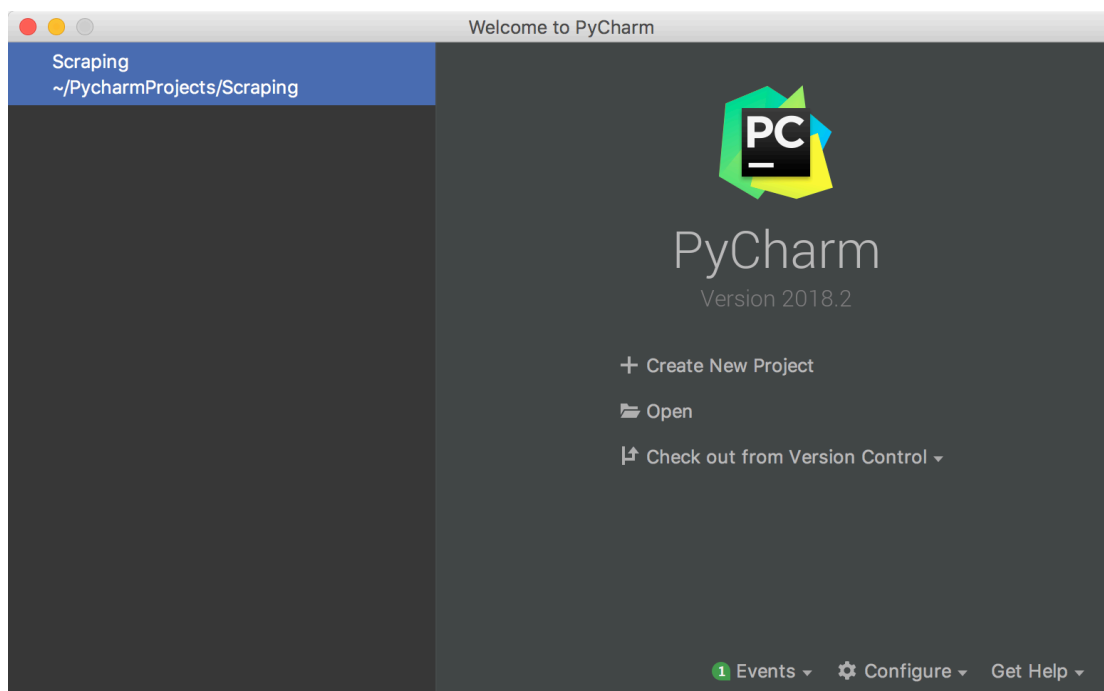 Welcome to PyCharm
Scraping
~/PycharmProjects/Scraping
PC
PyCharm
Version 2018.2
Create New Project
Open
Check out from Version Control
1 Events
Configure
Get Help